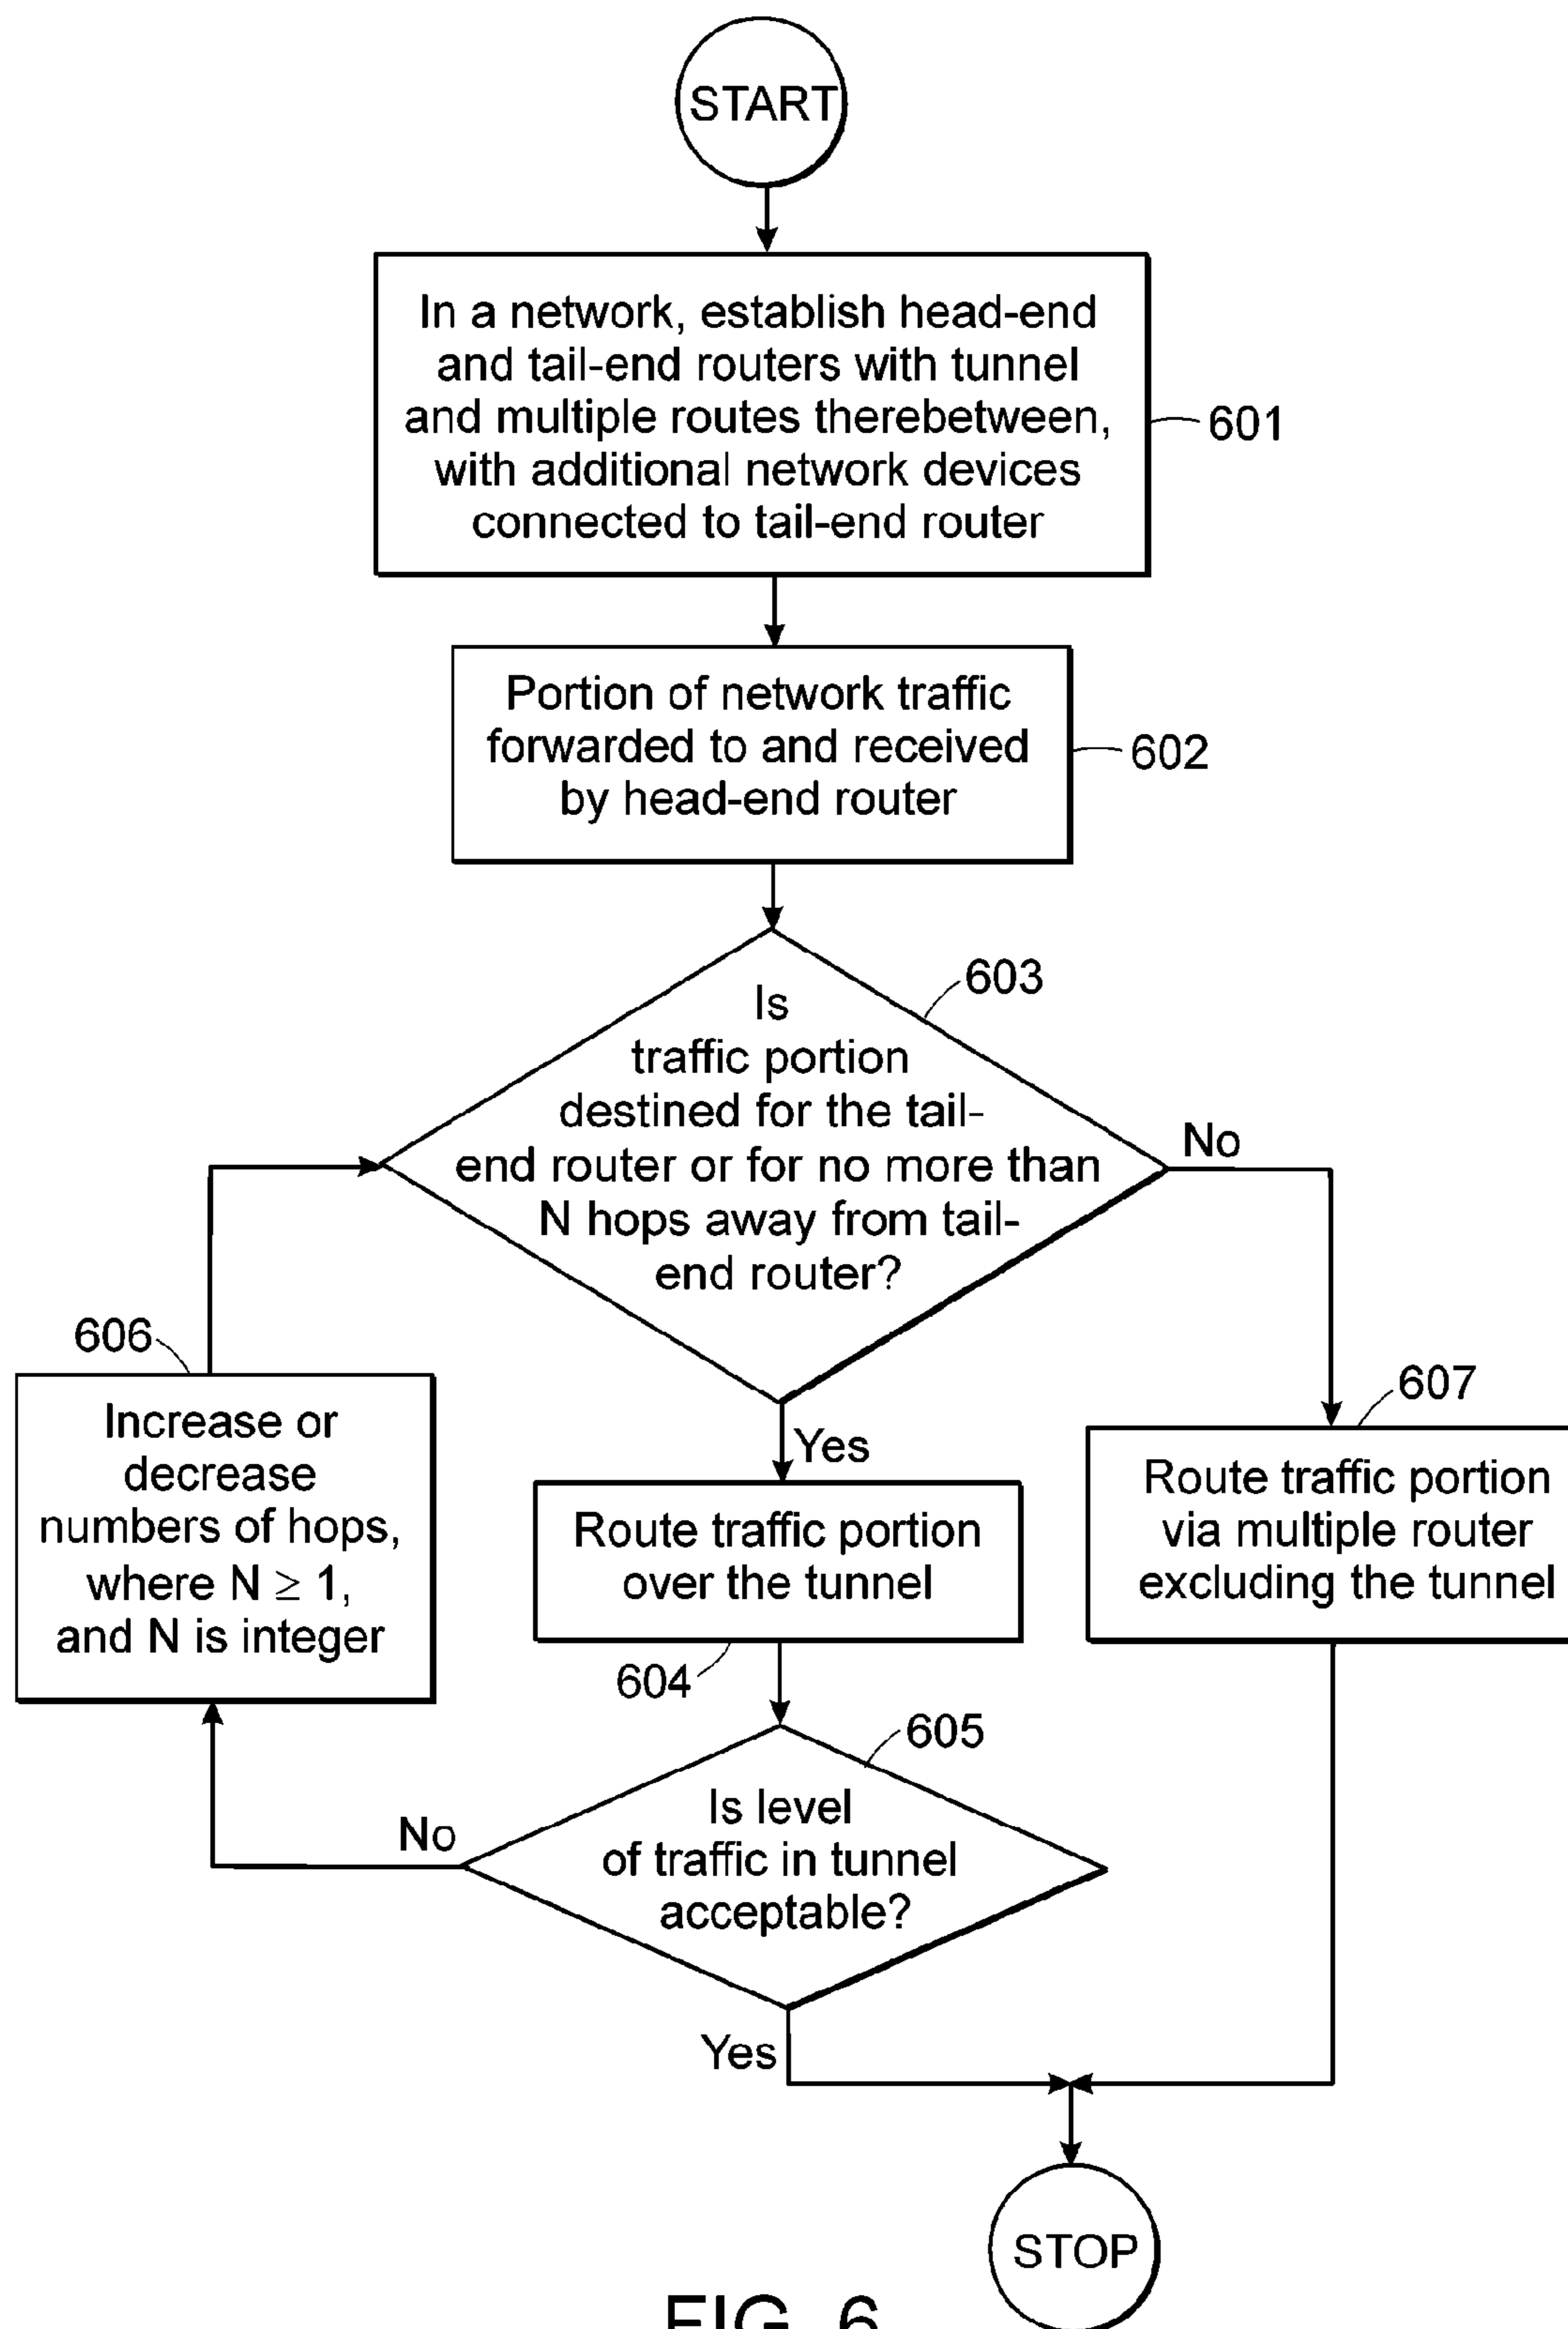 START
In a network, establish head-end
and tail-end routers with tunnel
and multiple routes therebetween,
with additional network devices
connected to tail-end router
601
Portion of network traffic
forwarded to and received
by head-end router
602
603
Is
traffic portion
destined for the tail-
end router or for no more than
N hops away from tail-
end router?
No
Yes
606
Increase or
decrease
numbers of hops,
where N ≥ 1,
and N is integer
607
Route traffic portion
via multiple router
excluding the tunnel
Route traffic portion
over the tunnel
604
605
Is level
of traffic in tunnel
acceptable?
No
Yes
STOP
FIG. 6